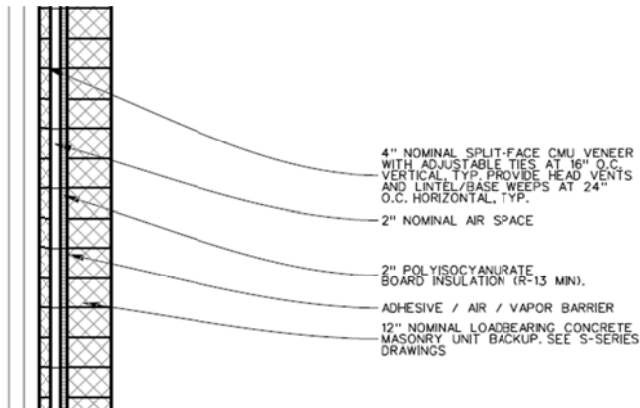 4" NOMINAL SPLIT-FACE CMU VENEER
WITH ADJUSTABLE TIES AT 16" O.C.
VERTICAL, TYP. PROVIDE HEAD VENTS
AND LINTEL/BASE WEEPS AT 24"
O.C. HORIZONTAL, TYP.
2" NOMINAL AIR SPACE
2" POLYISOCYANURATE
BOARD INSULATION (R-13 MIN).
ADHESIVE / AIR / VAPOR BARRIER
12" NOMINAL LOADBEARING CONCRETE
MASONRY UNIT BACKUP. SEE S-SERIES
DRAWINGS